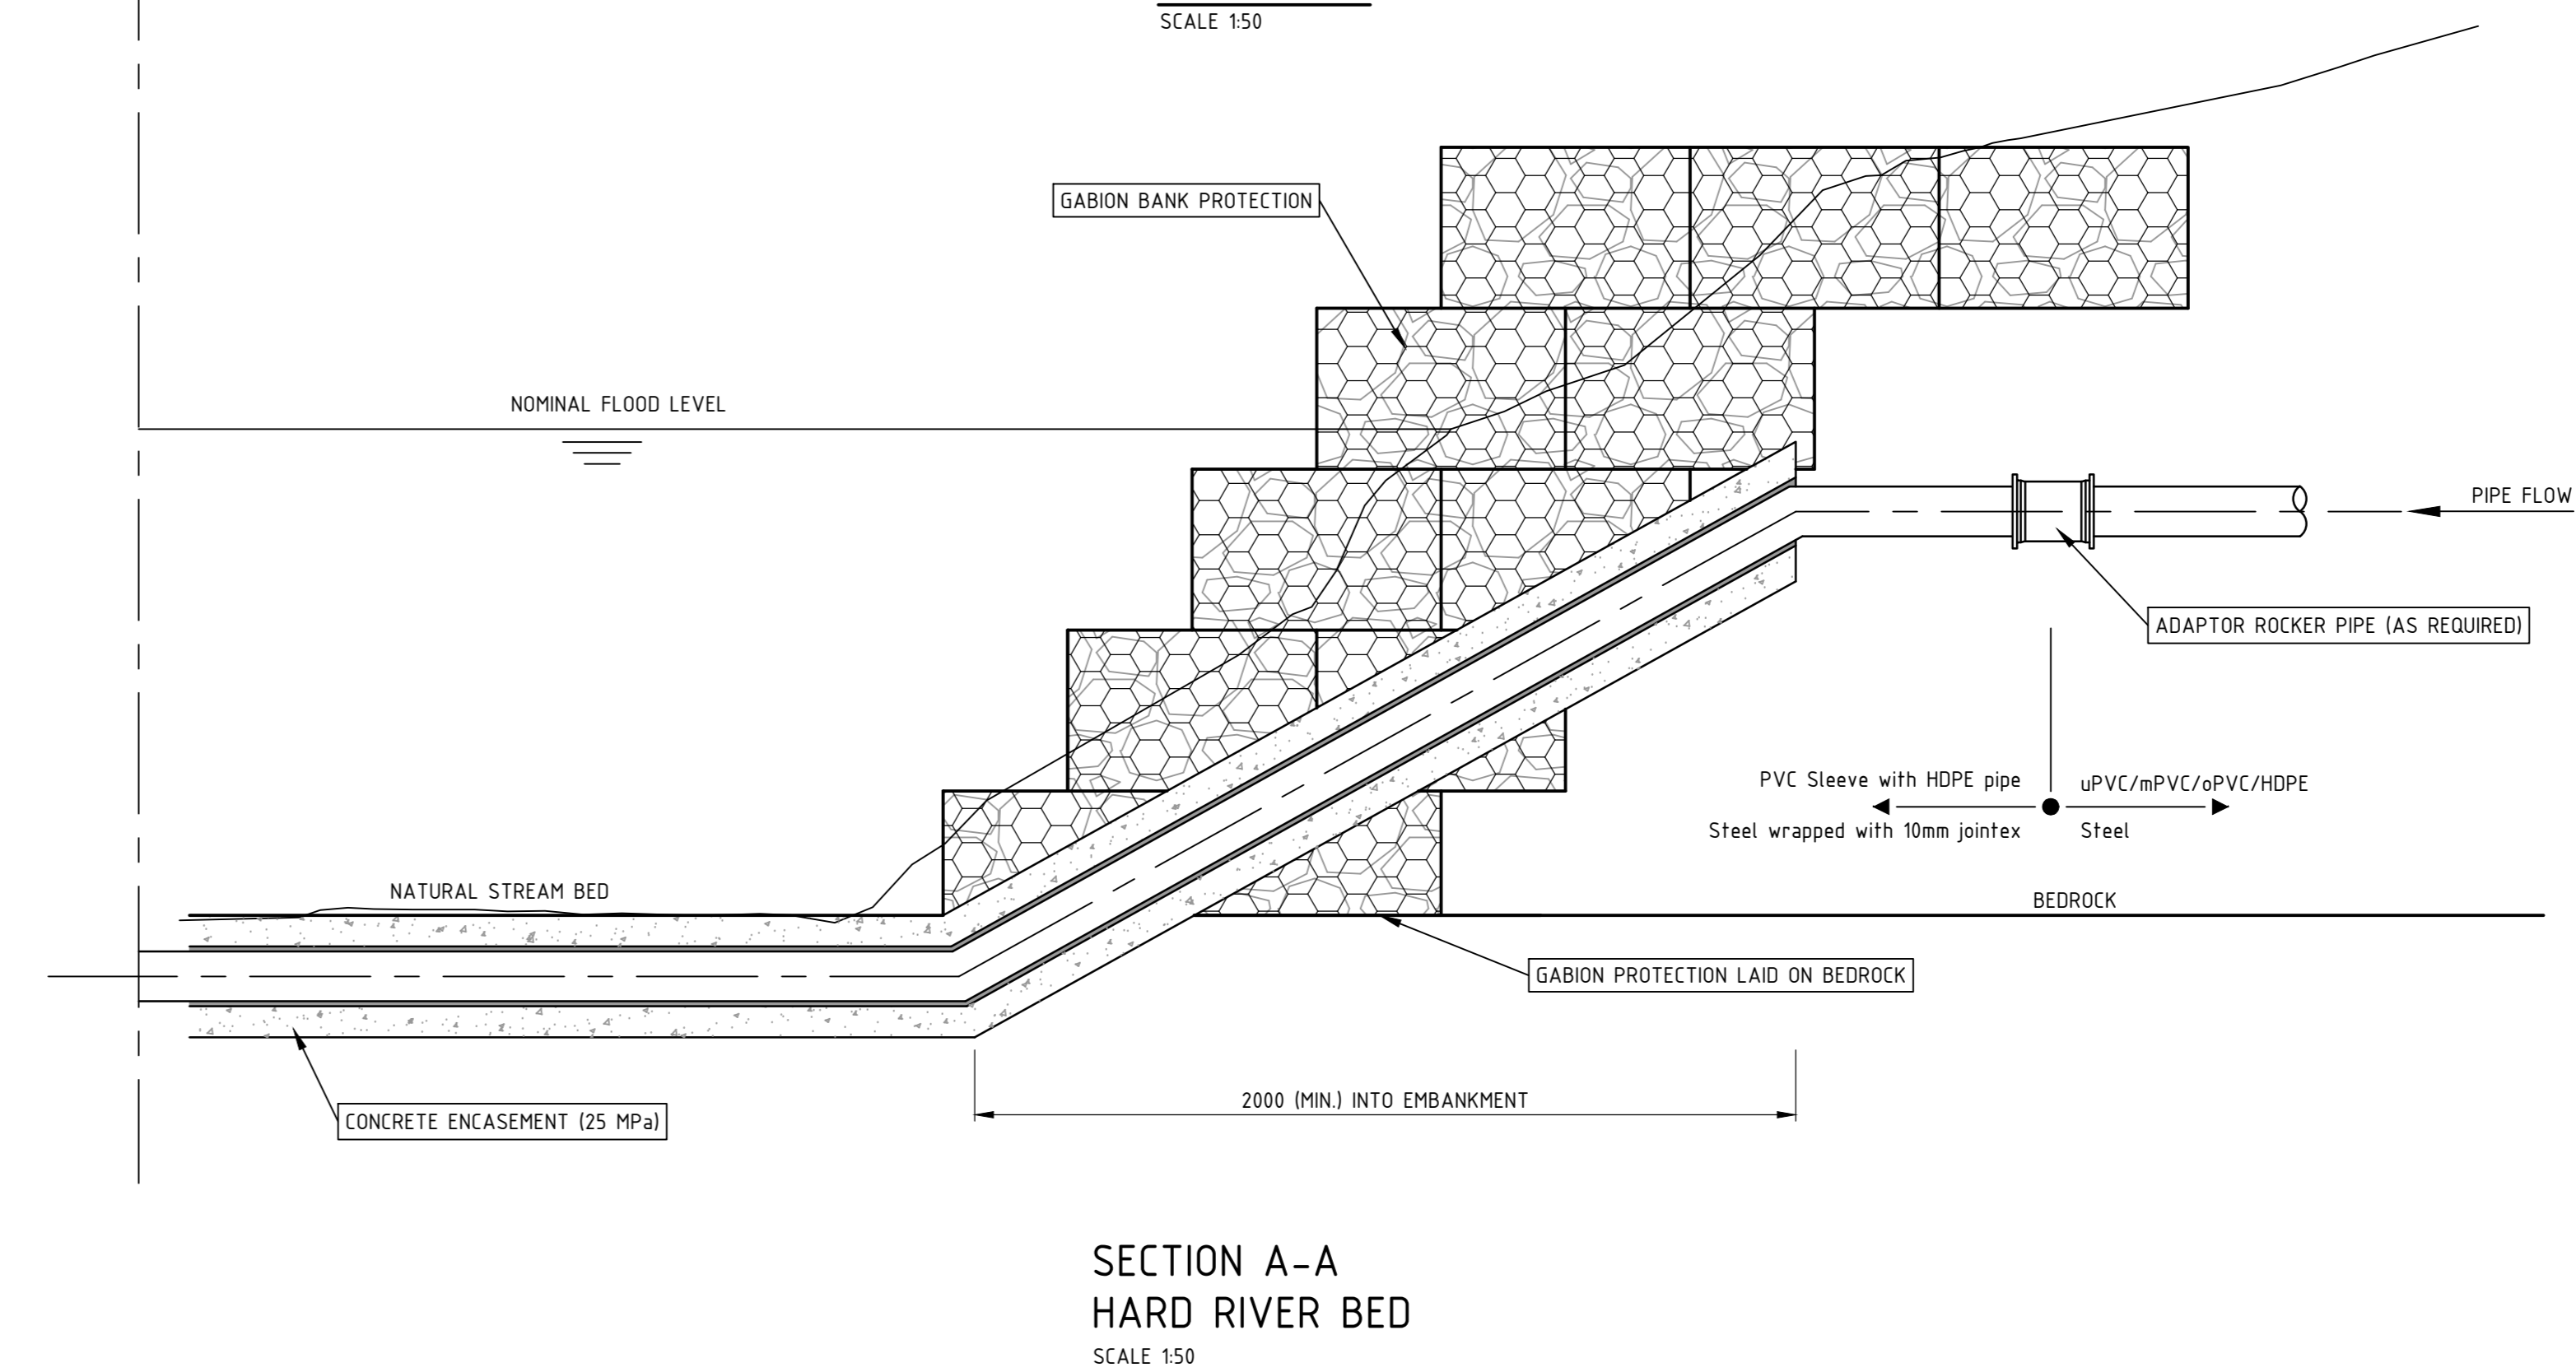 SCALE 1:50
GABION BANK PROTECTION
NOMINAL FLOOD LEVEL
PIPE FLOW
ADAPTOR ROCKER PIPE (AS REQUIRED)
PVC Sleeve with HDPE pipe
uPVC/mPVC/oPVC/HDPE
Steel wrapped with 10mm jointex
Steel
NATURAL STREAM BED
BEDROCK
GABION PROTECTION LAID ON BEDROCK
2000 (MIN.) INTO EMBANKMENT
CONCRETE ENCASEMENT (25 MPa)
SECTION A-A
HARD RIVER BED
SCALE 1:50